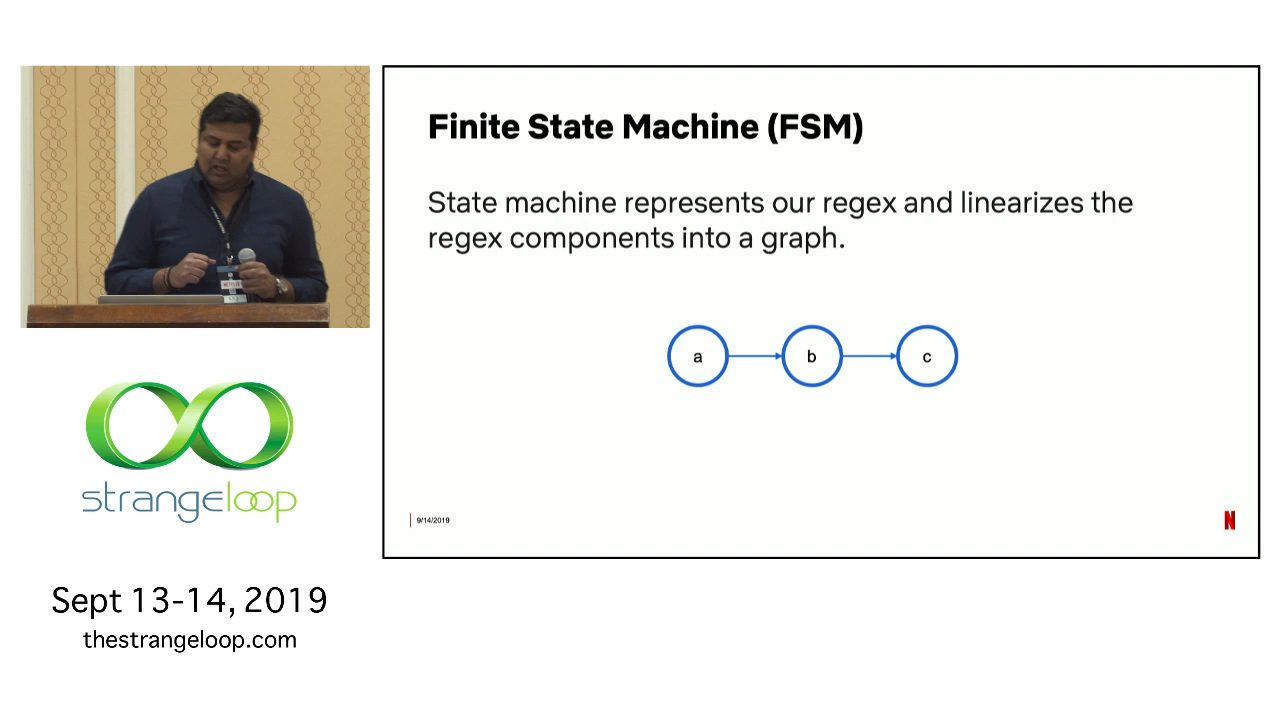 Finite State Machine (FSM)
State machine represents our regex and linearizes the
regex components into a graph.
a
b
c
9/14/2019
N
NETFLIX
strangeloop
Sept 13-14, 2019
thestrangeloop.com